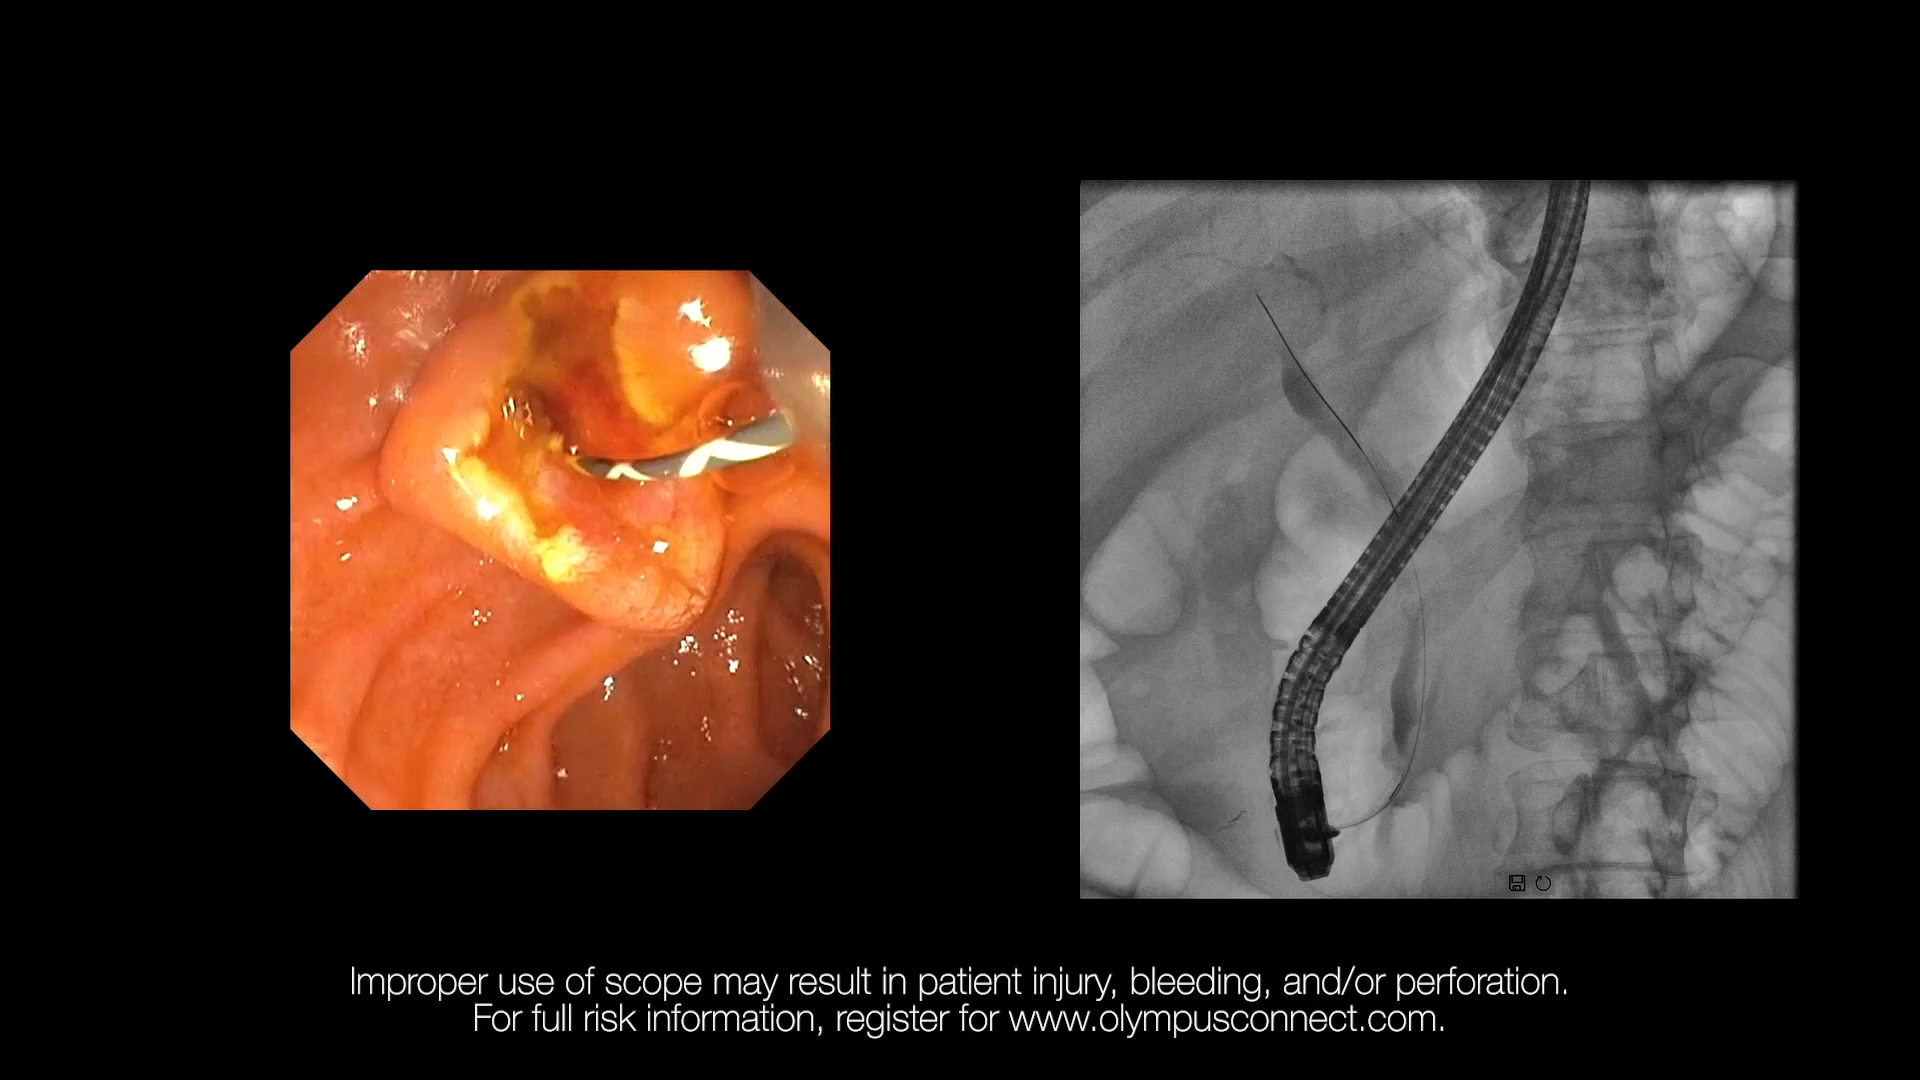 Improper use of scope may result in patient injury, bleeding, and/or perforation.
For full risk information, register for www.olympusconnect.com.